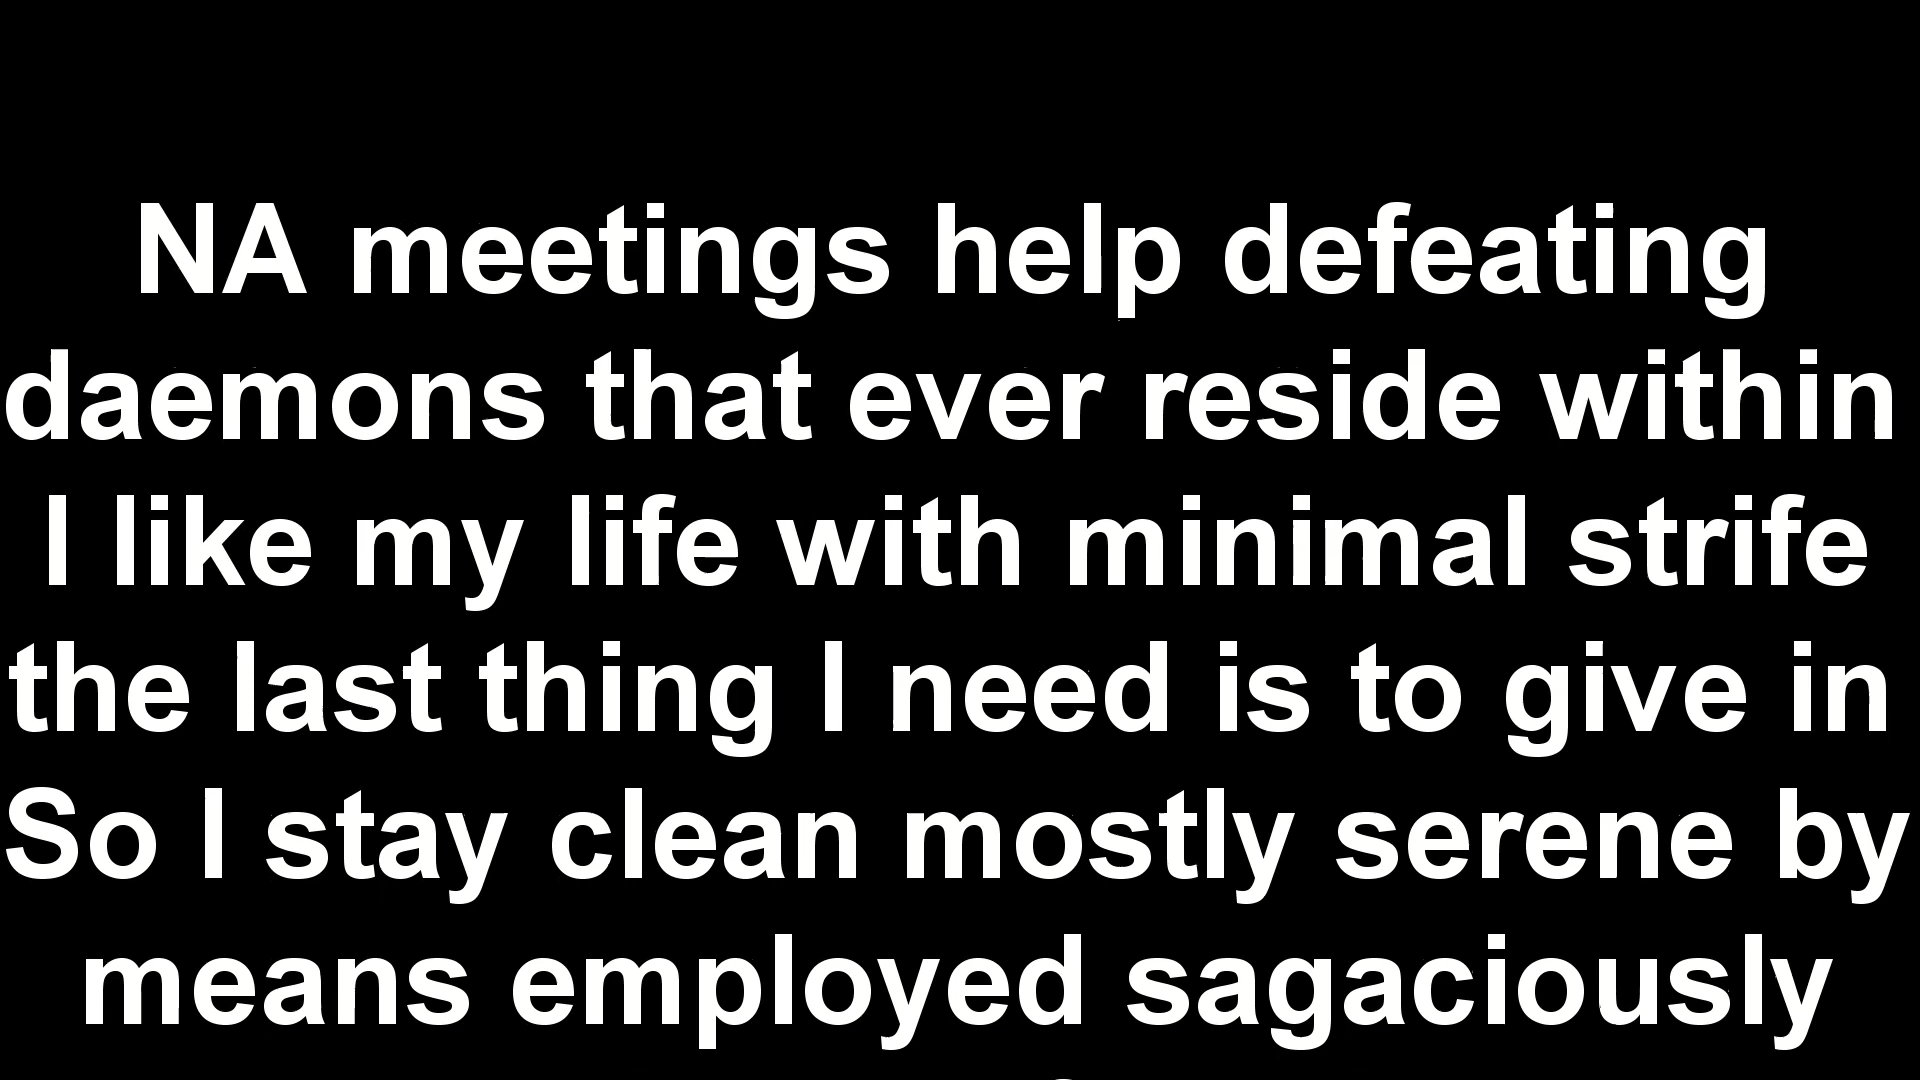 NA meetings help defeating
daemons that ever reside within
I like my life with minimal strife
the last thing I need is to give in
So I stay clean mostly serene by
means employed sagaciously